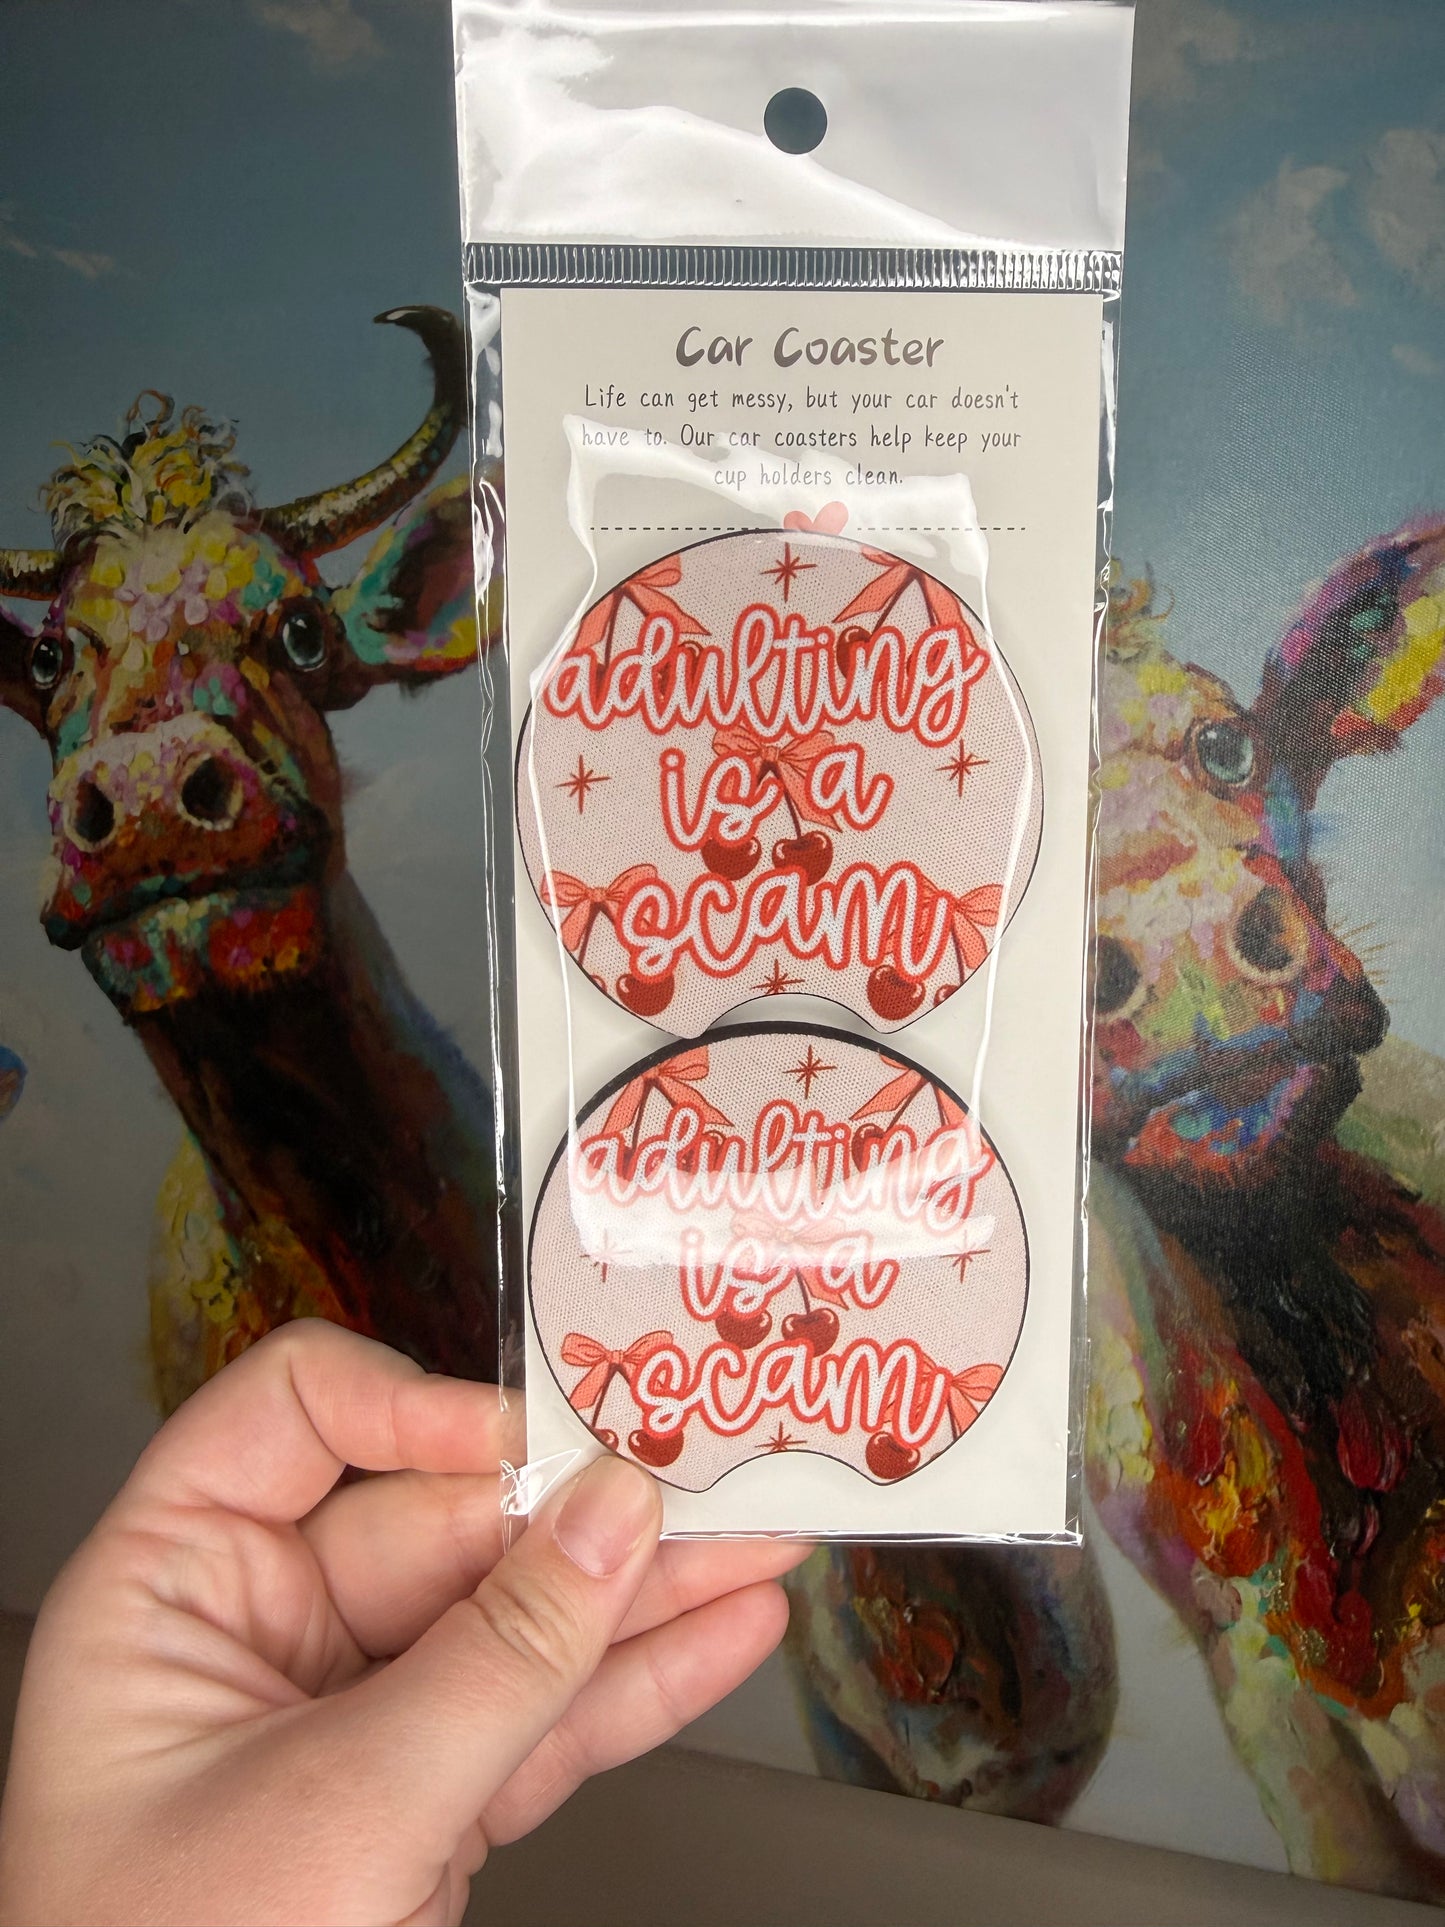 Car Coaster
Life can get messy, but your car doesn't
have to. Our car coasters help keep your
cup holders clean.
adulting
is a
scam
adulting
is a
scam